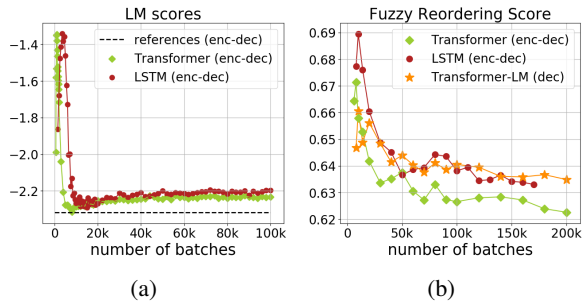 LM scores
−1.4
−1.6
−1.8
−2.0
−2.2
references (enc-dec)
Transformer (enc-dec)
LSTM (enc-dec)
0
20k
40k
60k
80k
100k
number of batches
(a)
Fuzzy Reordering Score
0.69
0.68
0.67
0.66
0.65
0.64
0.63
0.62
Transformer (enc-dec)
LSTM (enc-dec)
Transformer-LM (dec)
0
50k
100k
150k
200k
number of batches
(b)